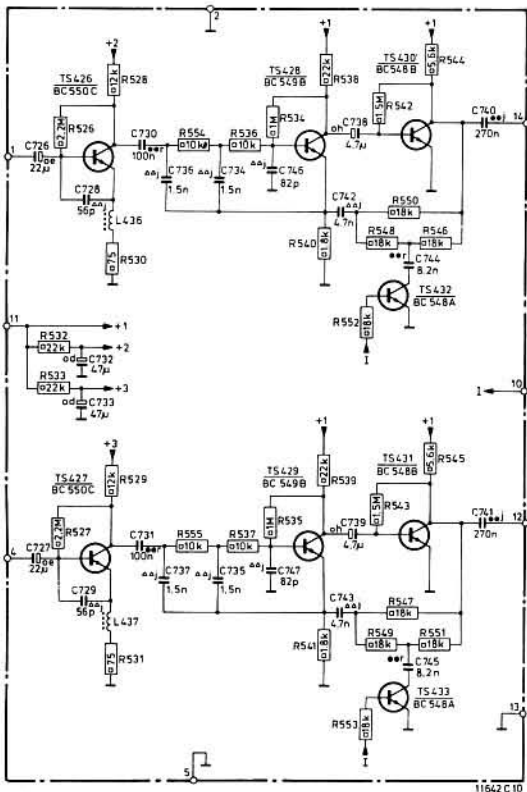 2
+2
TS426
BC550C
12k
R528
2,2M
R526
1
C726
22µ
oe
C728
56p
L436
75
R530
C730
100n
R554
10k
R536
10k
C736
1.5n
C734
1.5n
+1
TS428
BC549B
22k
R538
R534
1M
C746
82p
oh
C738
4.7µ
R540
1.8k
+1
TS430
BC548B
5.6k
R544
R542
1.5M
C740
270n
14
C742
4.7n
R550
18k
R548
18k
R546
18k
C744
8.2n
TS432
BC548A
R552
18k
I
11
+1
R532
22k
+2
od
C732
47µ
R533
22k
+3
od
C733
47µ
I
10
+3
TS427
BC550C
12k
R529
2.2M
R527
4
C727
22µ
oe
C729
56p
L437
75
R531
C731
100n
R555
10k
R537
10k
C737
1.5n
C735
1.5n
+1
TS429
BC549B
22k
R539
1M
R535
C747
82p
oh
C739
4.7µ
R541
1.8k
+1
TS431
BC548B
5.6k
R545
1.5M
R543
C741
270n
12
C743
4.7n
R547
18k
R549
18k
R551
18k
C745
8.2n
TS433
BC548A
R553
18k
I
13
5
11642 C10